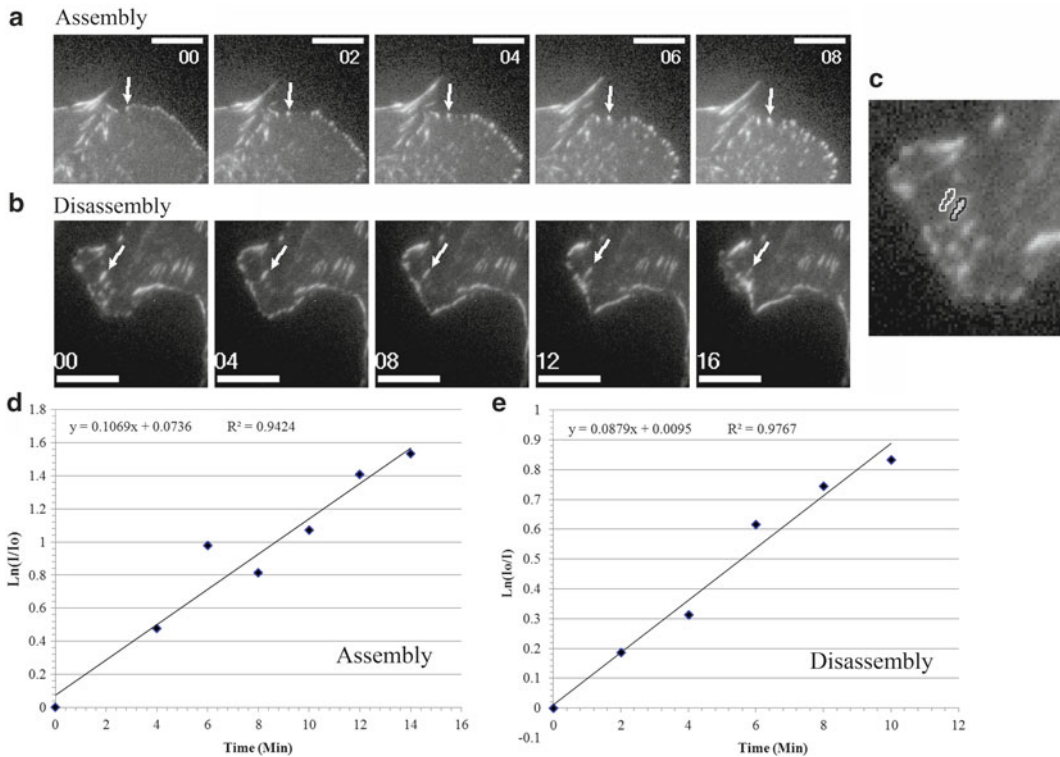 a Assembly
00 02 04 06 08
c
b Disassembly
00 04 08 12 16
d
y = 0.1069x + 0.0736 R² = 0.9424
1.8
1.6
1.4
1.2
1
0.8
0.6
0.4
0.2
0
Ln(I/Io)
Assembly
0 2 4 6 8 10 12 14 16
Time (Min)
e
y = 0.0879x + 0.0095 R² = 0.9767
1
0.9
0.8
0.7
0.6
0.5
0.4
0.3
0.2
0.1
0
-0.1
Ln(Io/I)
Disassembly
0 2 4 6 8 10 12
Time (Min)